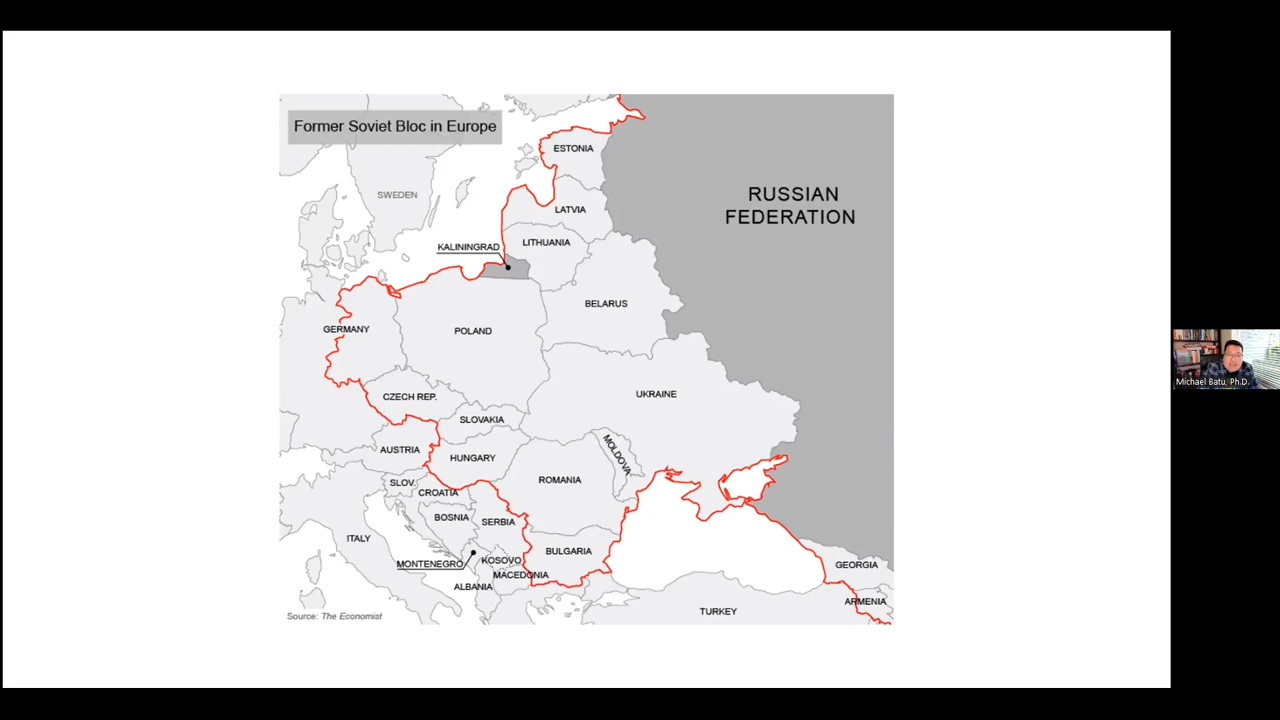 Former Soviet Bloc in Europe
ESTONIA
RUSSIAN
FEDERATION
SWEDEN
LATVIA
KALININGRAD
LITHUANIA
BELARUS
GERMANY
POLAND
CZECH REP.
UKRAINE
SLOVAKIA
AUSTRIA
HUNGARY
MOLDOVA
SLOV.
ROMANIA
CROATIA
BOSNIA
SERBIA
ITALY
BULGARIA
MONTENEGRO
KOSOVO
GEORGIA
MACEDONIA
ALBANIA
ARMENIA
TURKEY
Source: The Economist
Michael Batu, Ph.D.